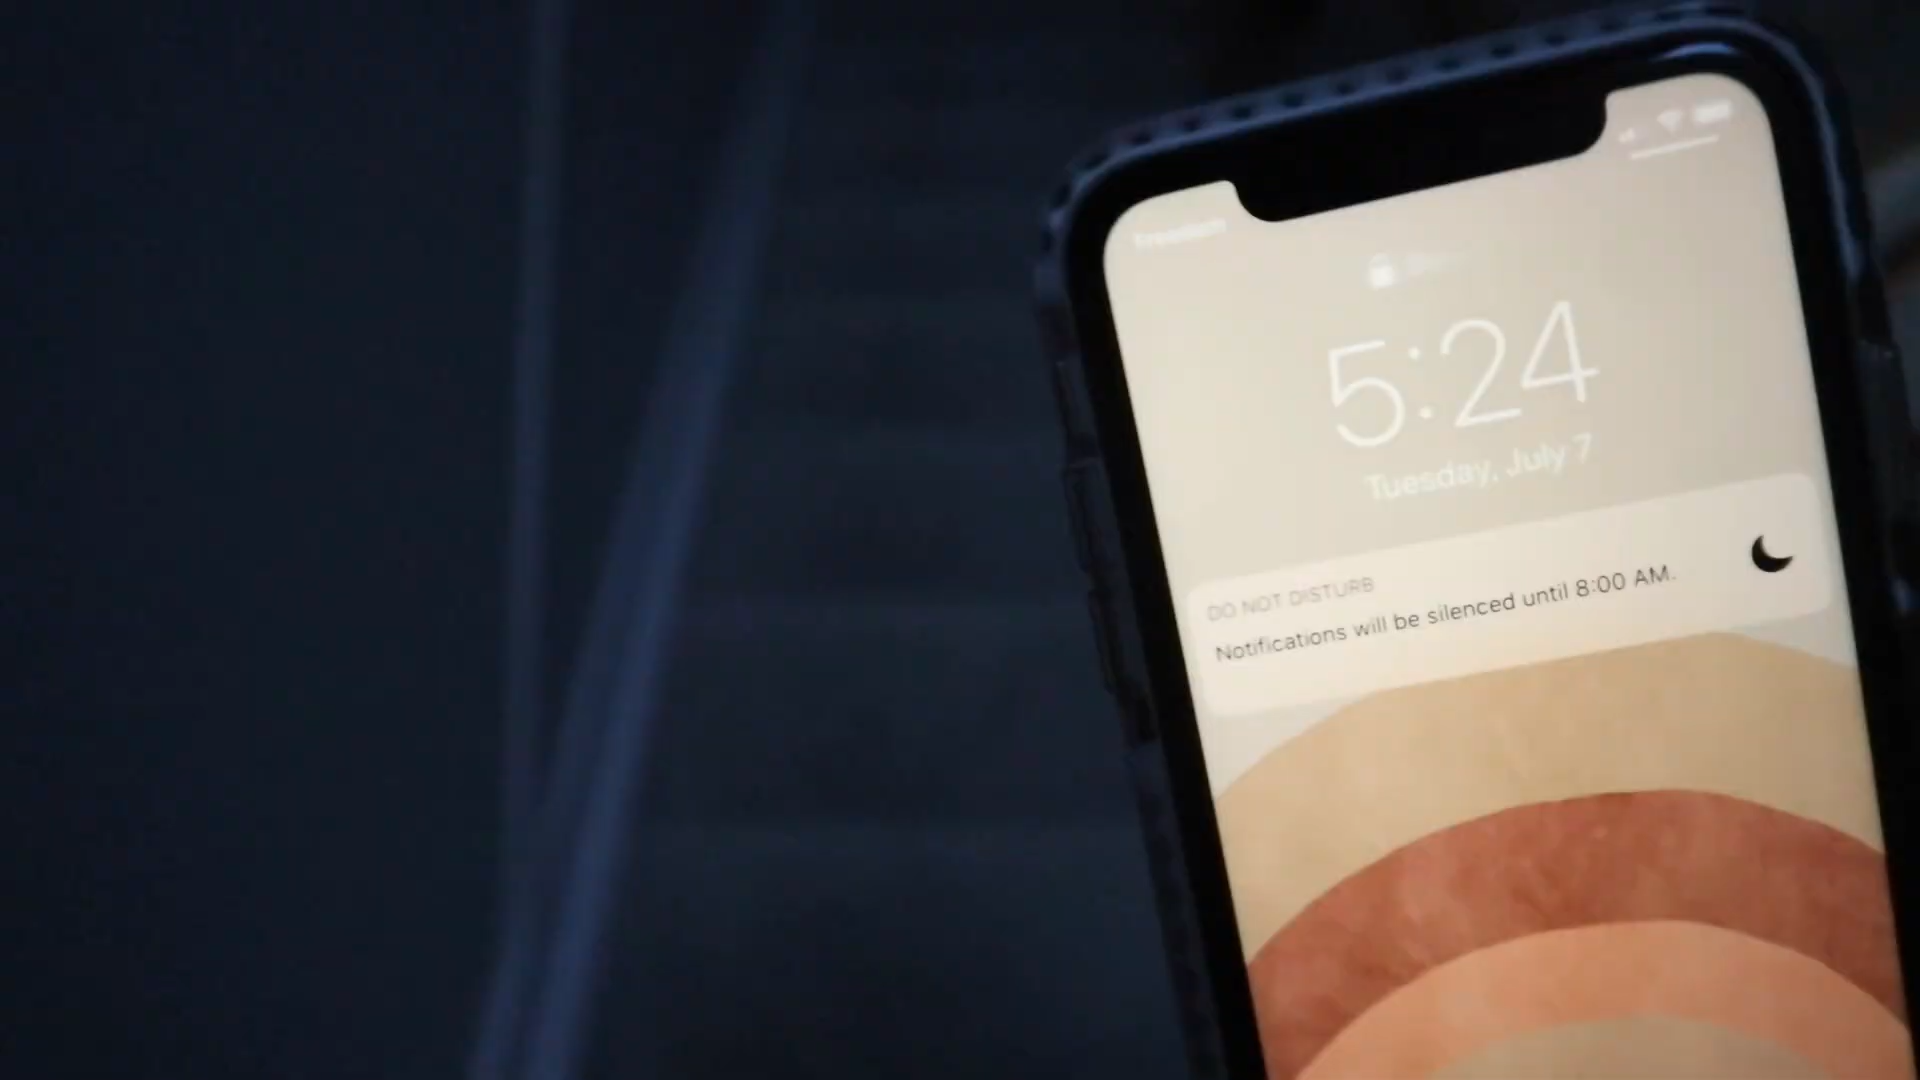 5:24
Tuesday, July 7
DO NOT DISTURB
Notifications will be silenced until 8:00 AM.